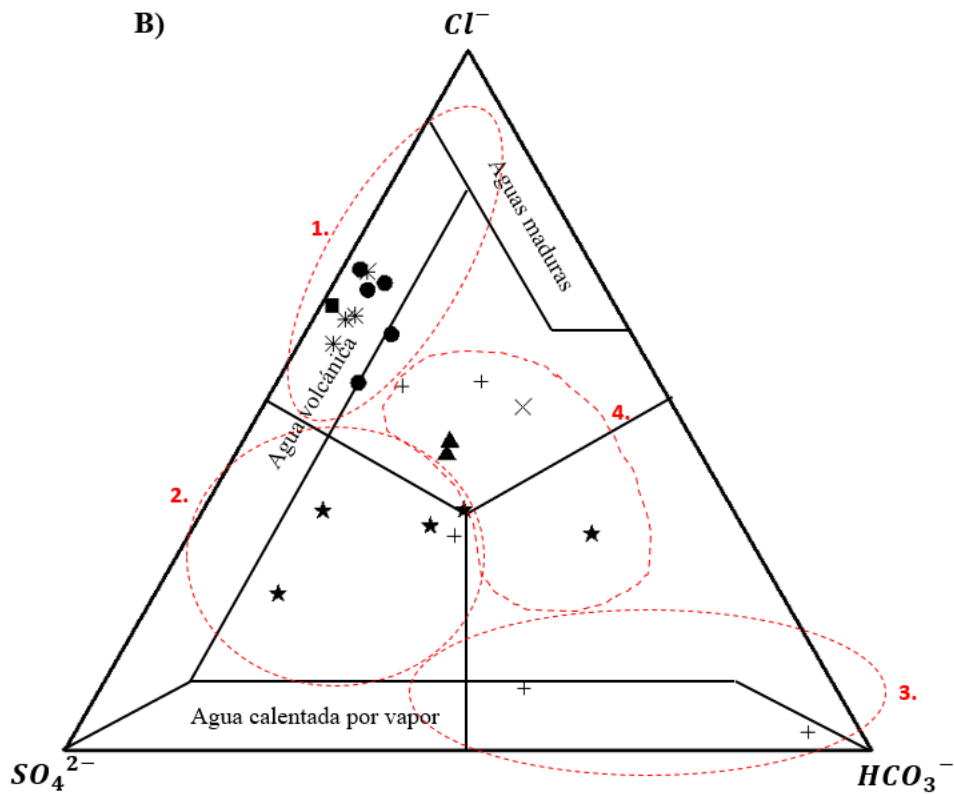 B)
Cl⁻
Aguas maduras
1.
Agua volcánica
4.
2.
3.
Agua calentada por vapor
SO₄²⁻
HCO₃⁻